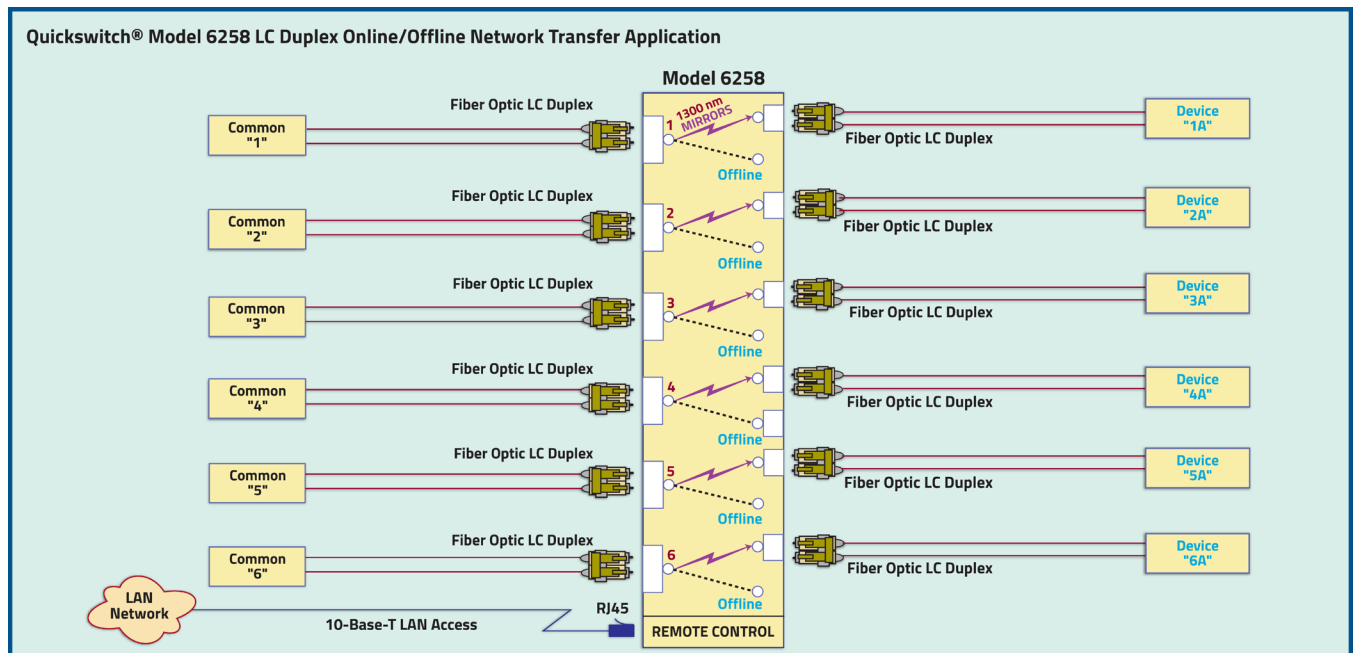 Quickswitch® Model 6258 LC Duplex Online/Offline Network Transfer Application
Model 6258
Fiber Optic LC Duplex
Common
"1"
1
1300 nm
MIRRORS
Offline
Fiber Optic LC Duplex
Device
"1A"
Fiber Optic LC Duplex
Common
"2"
2
Offline
Fiber Optic LC Duplex
Device
"2A"
Fiber Optic LC Duplex
Common
"3"
3
Offline
Fiber Optic LC Duplex
Device
"3A"
Fiber Optic LC Duplex
Common
"4"
4
Offline
Fiber Optic LC Duplex
Device
"4A"
Fiber Optic LC Duplex
Common
"5"
5
Offline
Fiber Optic LC Duplex
Device
"5A"
Fiber Optic LC Duplex
Common
"6"
6
Offline
Fiber Optic LC Duplex
Device
"6A"
LAN
Network
10-Base-T LAN Access
RJ45
REMOTE CONTROL